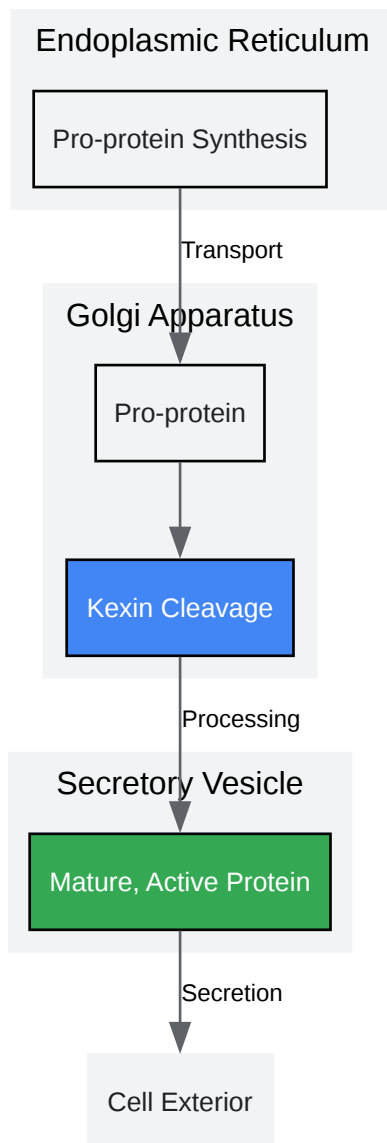 Endoplasmic Reticulum
Pro-protein Synthesis
Transport
Golgi Apparatus
Pro-protein
Kexin Cleavage
Processing
Secretory Vesicle
Mature, Active Protein
Secretion
Cell Exterior